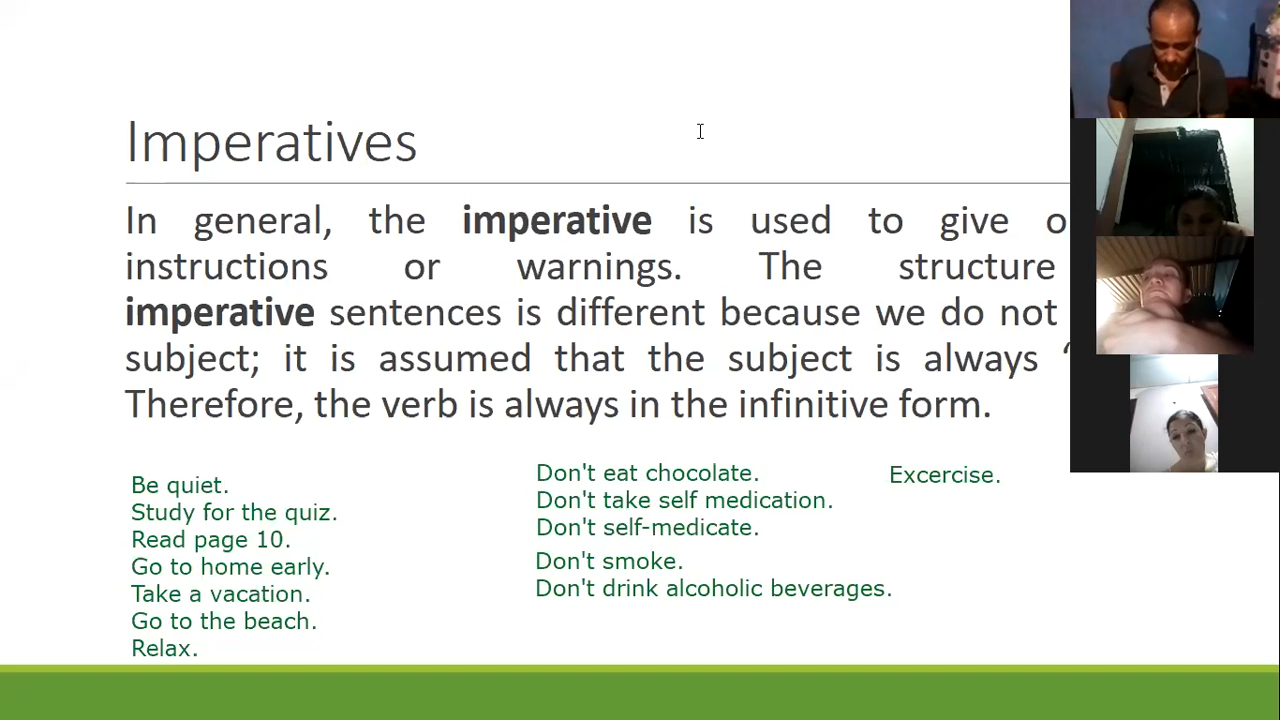 Imperatives
In general, the imperative is used to give
instructions or warnings. The structure
imperative sentences is different because we do not
subject; it is assumed that the subject is always
Therefore, the verb is always in the infinitive form.
Be quiet.
Study for the quiz.
Read page 10.
Go to home early.
Take a vacation.
Go to the beach.
Relax.
Don't eat chocolate.
Don't take self medication.
Don't self-medicate.
Don't smoke.
Don't drink alcoholic beverages.
Excercise.